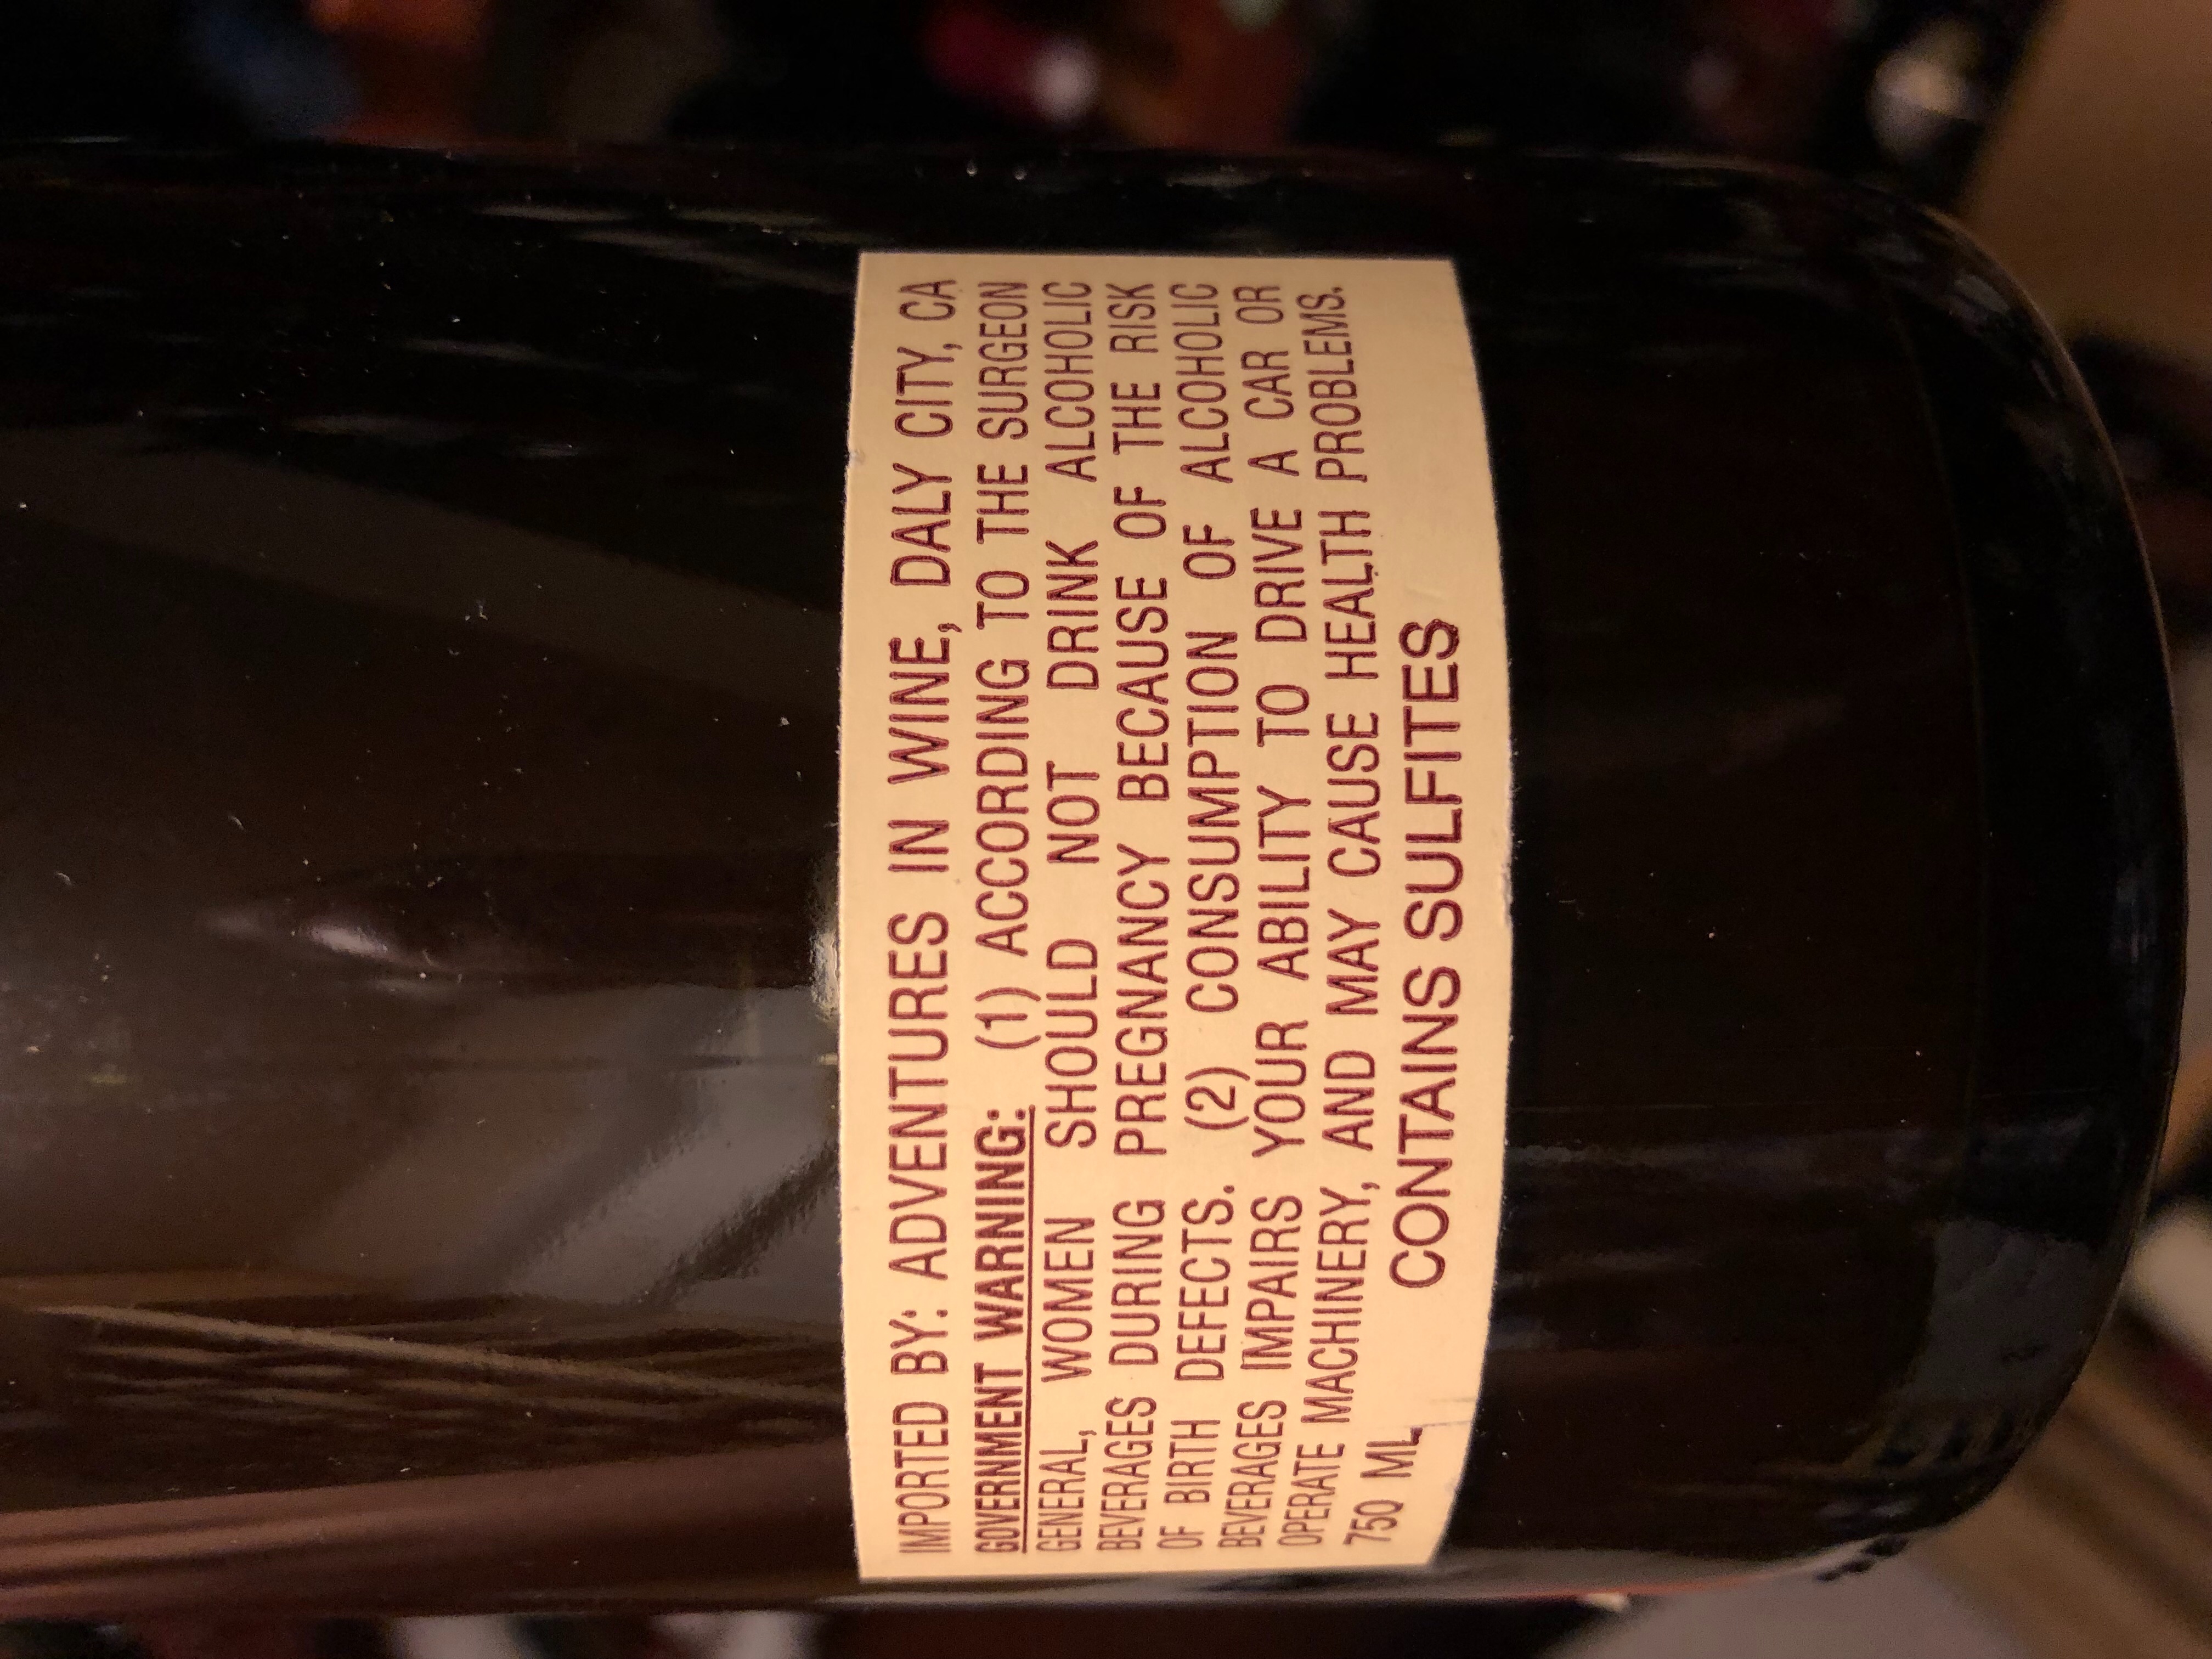 IMPORTED BY: ADVENTURES IN WINE, DALY CITY, CA
GOVERNMENT WARNING: (1) ACCORDING TO THE SURGEON
GENERAL, WOMEN SHOULD NOT DRINK ALCOHOLIC
BEVERAGES DURING PREGNANCY BECAUSE OF THE RISK
OF BIRTH DEFECTS. (2) CONSUMPTION OF ALCOHOLIC
BEVERAGES IMPAIRS YOUR ABILITY TO DRIVE A CAR OR
OPERATE MACHINERY, AND MAY CAUSE HEALTH PROBLEMS.
750 ML CONTAINS SULFITES